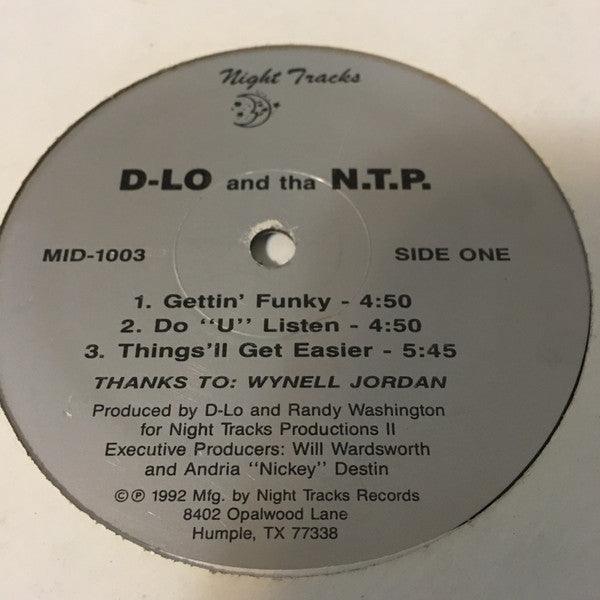 Night Tracks
D-LO and tha N.T.P.
MID-1003
SIDE ONE
1. Gettin' Funky - 4:50
2. Do "U" Listen - 4:50
3. Things'll Get Easier - 5:45
THANKS TO: WYNELL JORDAN
Produced by D-Lo and Randy Washington
for Night Tracks Productions II
Executive Producers: Will Wardsworth
and Andria "Nickey" Destin
©℗ 1992 Mfg. by Night Tracks Records
8402 Opalwood Lane
Humple, TX 77338